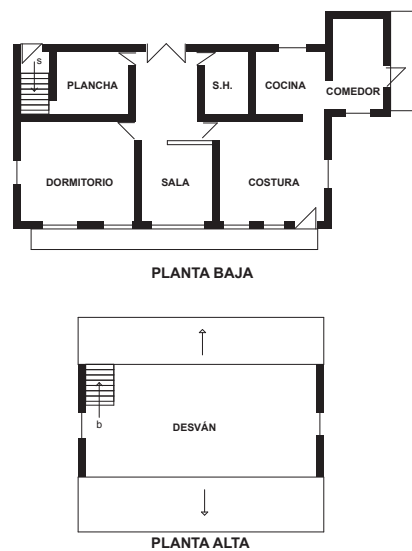 s
PLANCHA
S.H.
COCINA
COMEDOR
DORMITORIO
SALA
COSTURA
PLANTA BAJA
b
DESVÁN
PLANTA ALTA